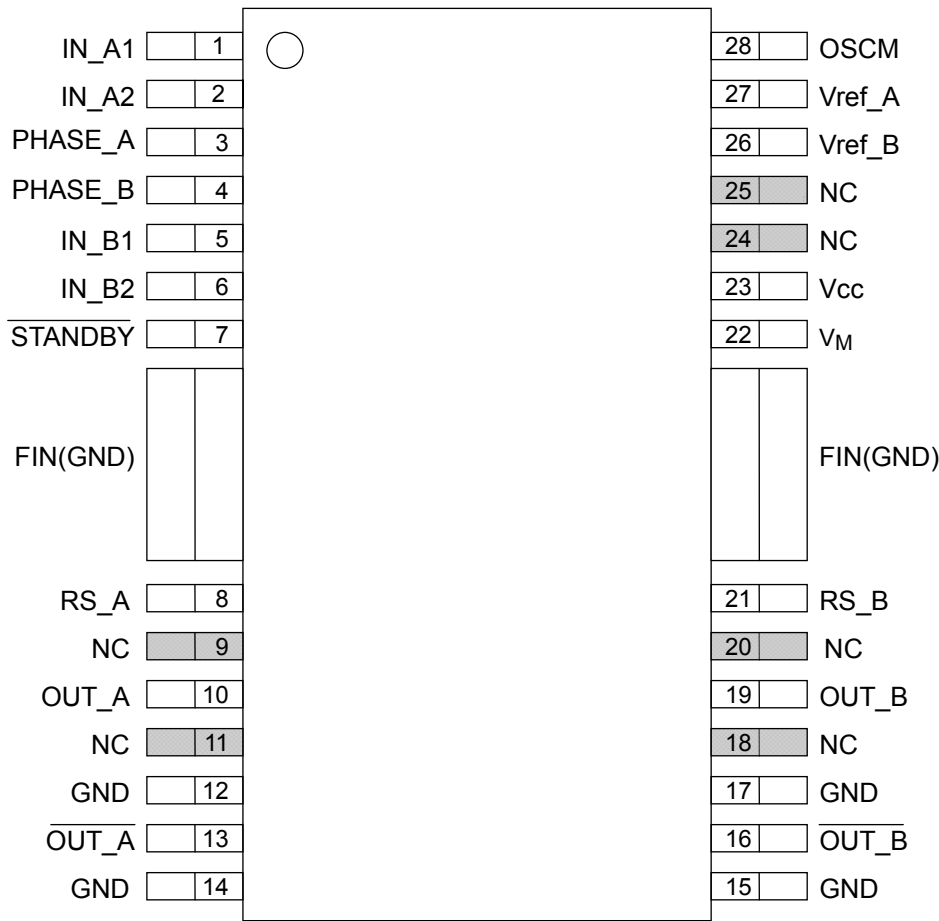 IN_A1 1 28 OSCM
IN_A2 2 27 Vref_A
PHASE_A 3 26 Vref_B
PHASE_B 4 25 NC
IN_B1 5 24 NC
IN_B2 6 23 Vcc
S̅T̅A̅N̅D̅B̅Y̅ 7 22 VM
FIN(GND) FIN(GND)
RS_A 8 21 RS_B
NC 9 20 NC
OUT_A 10 19 OUT_B
NC 11 18 NC
GND 12 17 GND
O̅U̅T̅_̅A̅ 13 16 O̅U̅T̅_̅B̅
GND 14 15 GND